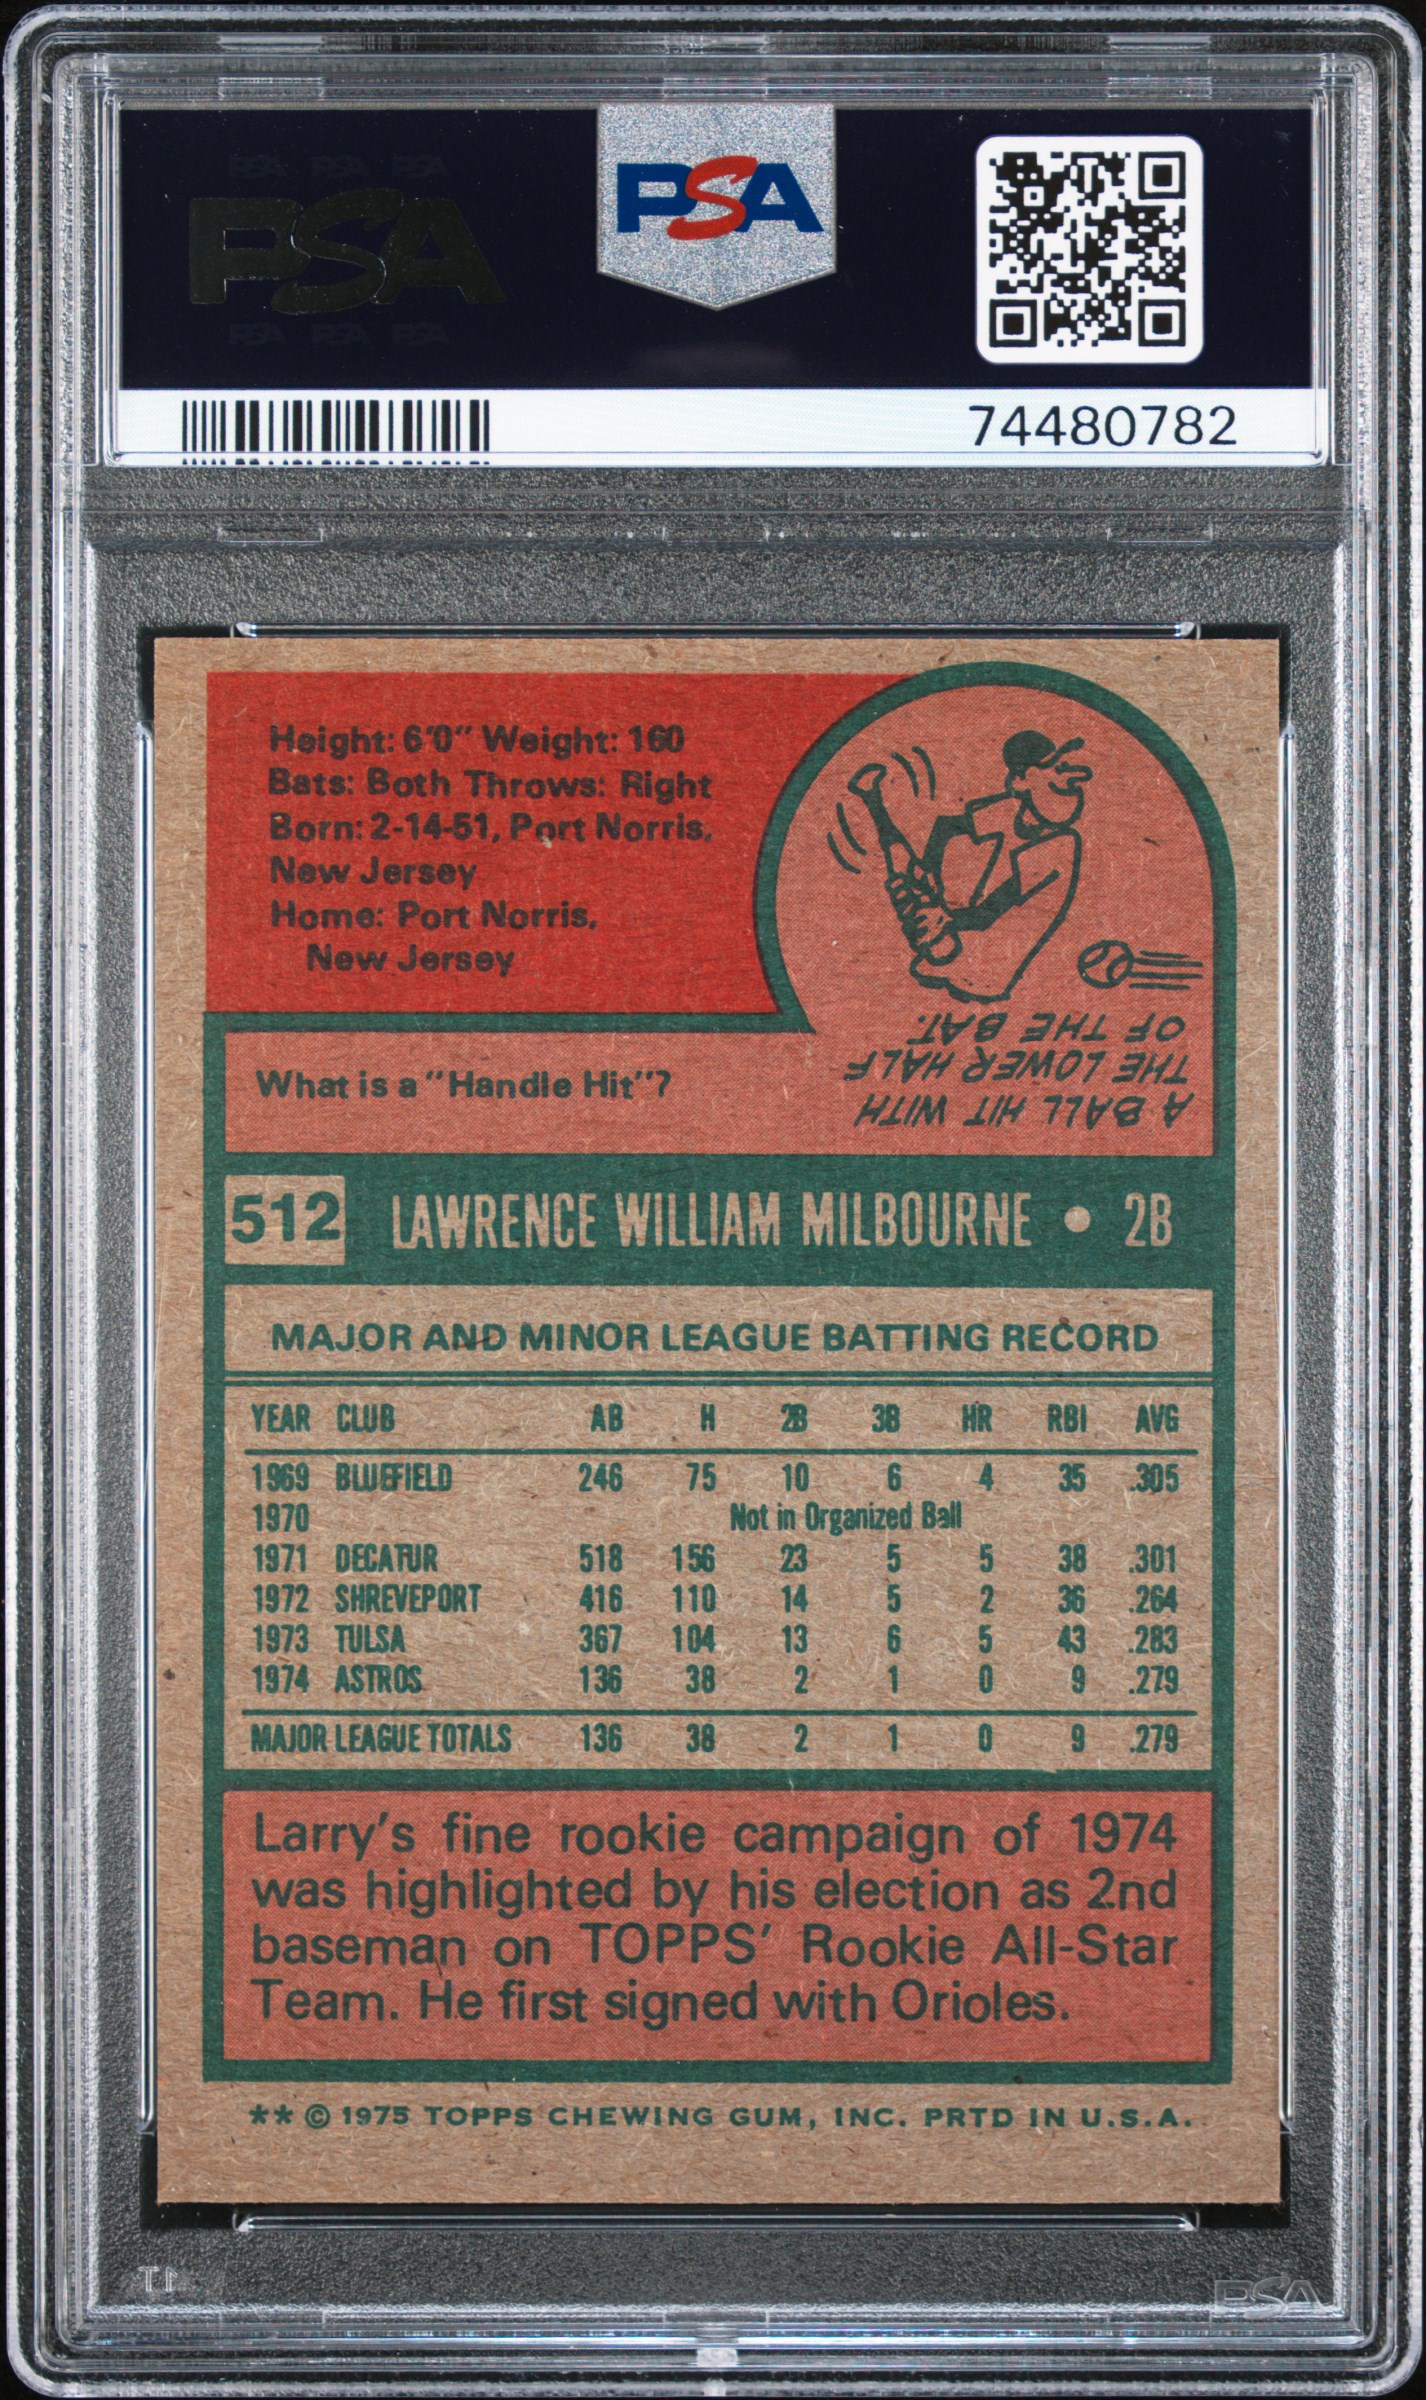 PSA PSA PSA
PSA
PSA PSA PSA
PSA
74480782
Height: 6'0" Weight: 160
Bats: Both Throws: Right
Born: 2-14-51, Port Norris,
New Jersey
Home: Port Norris,
New Jersey
What is a "Handle Hit"?
A BALL HIT WITH
THE LOWER HALF
OF THE BAT.
512 LAWRENCE WILLIAM MILBOURNE • 2B
MAJOR AND MINOR LEAGUE BATTING RECORD
YEAR CLUB AB H 2B 3B HR RBI AVG
1969 BLUEFIELD 246 75 10 6 4 35 .305
1970 Not in Organized Ball
1971 DECATUR 518 156 23 5 5 38 .301
1972 SHREVEPORT 416 110 14 5 2 36 .264
1973 TULSA 367 104 13 6 5 43 .283
1974 ASTROS 136 38 2 1 0 9 .279
MAJOR LEAGUE TOTALS 136 38 2 1 0 9 .279
Larry's fine rookie campaign of 1974
was highlighted by his election as 2nd
baseman on TOPPS' Rookie All-Star
Team. He first signed with Orioles.
** © 1975 TOPPS CHEWING GUM, INC. PRTD IN U.S.A.
PSA